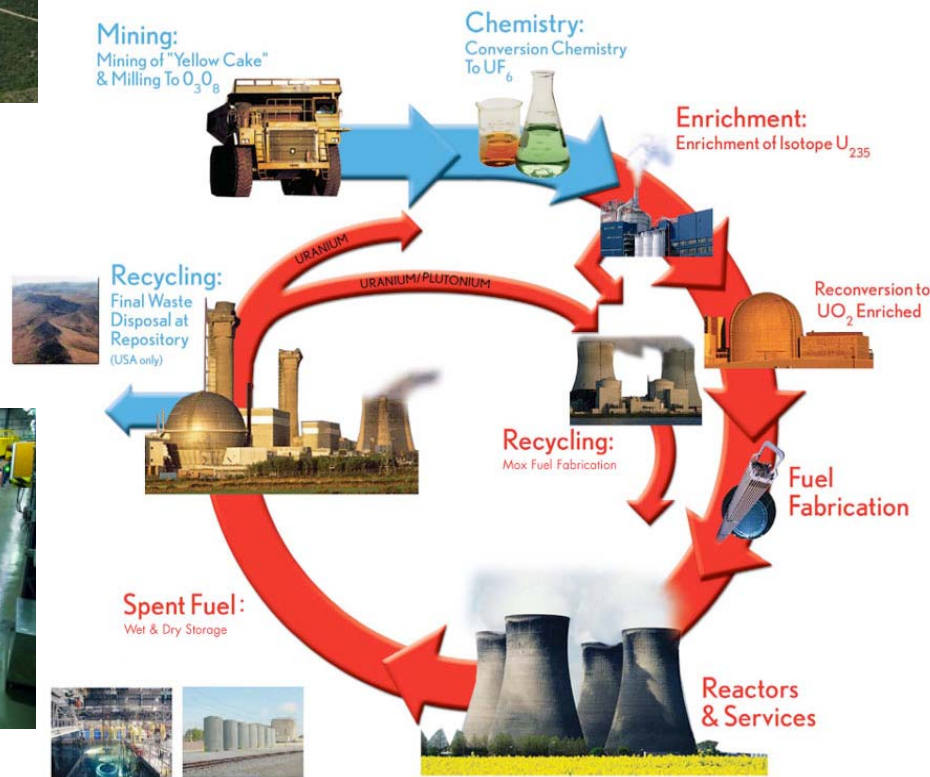 Mining:
Mining of "Yellow Cake"
& Milling To O₃O₈
Chemistry:
Conversion Chemistry
To UF₆
Enrichment:
Enrichment of Isotope U₂₃₅
URANIUM
URANIUM/PLUTONIUM
Recycling:
Final Waste
Disposal at
Repository
(USA only)
Reconversion to
UO₂ Enriched
Recycling:
Mox Fuel Fabrication
Fuel
Fabrication
Spent Fuel:
Wet & Dry Storage
Reactors
& Services